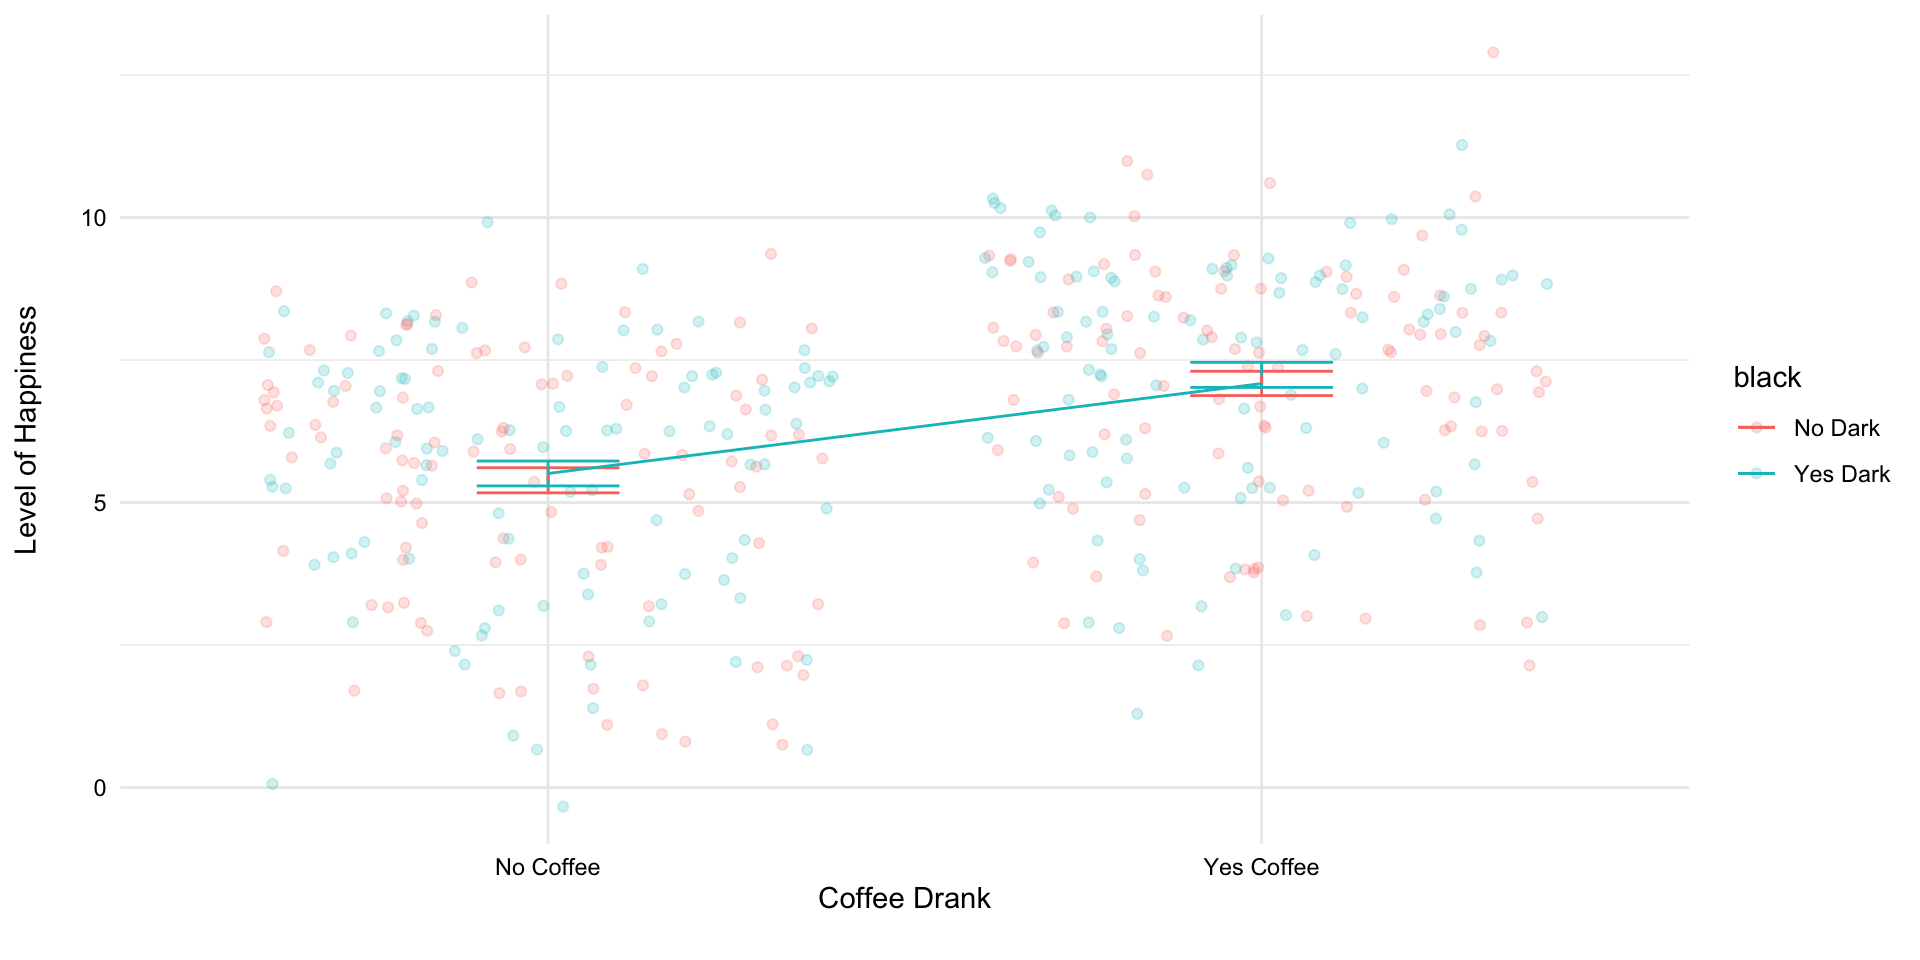 10
5
0
Level of Happiness
No Coffee
Yes Coffee
Coffee Drank
black
No Dark
Yes Dark